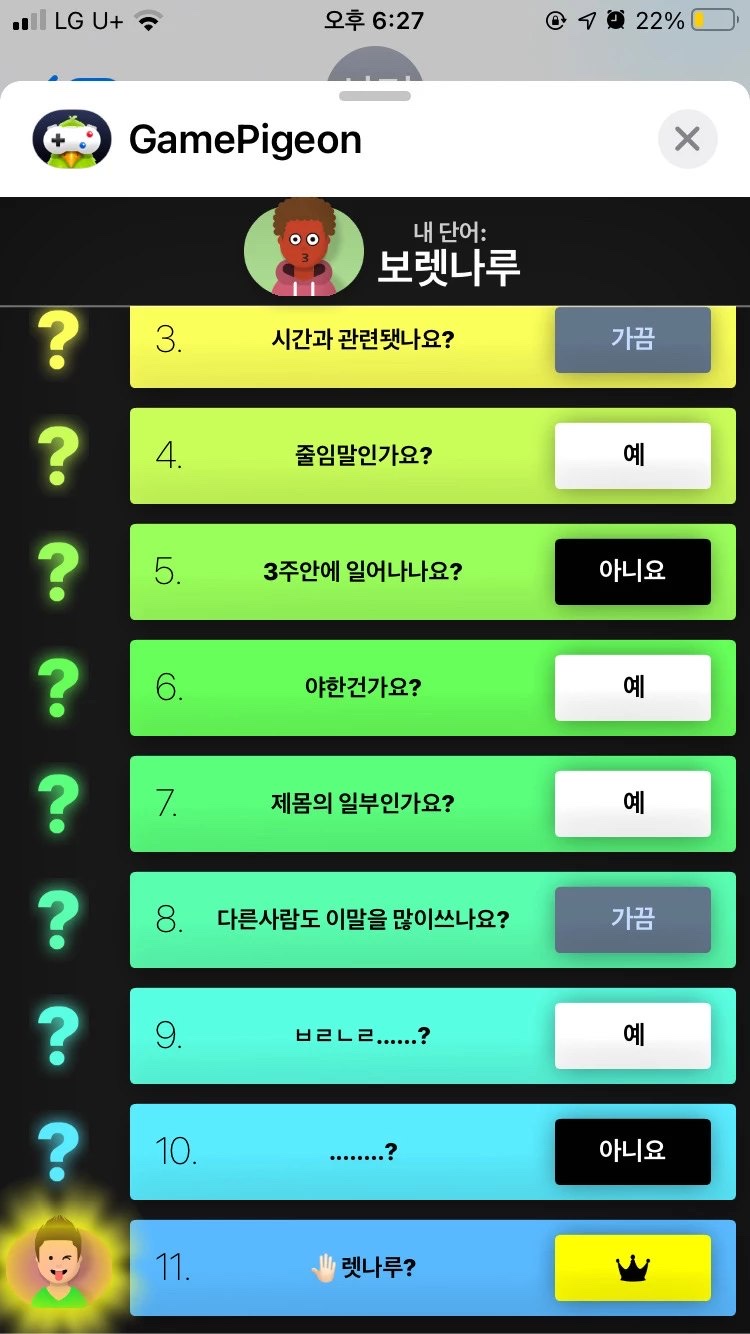 LG U+ 오후 6:27 22%
GamePigeon
내 단어:
보렛나루
3. 시간과 관련됏나요? 가끔
4. 줄임말인가요? 예
5. 3주안에 일어나나요? 아니요
6. 야한건가요? 예
7. 제몸의 일부인가요? 예
8. 다른사람도 이말을 많이쓰나요? 가끔
9. ㅂㄹㄴㄹ......? 예
10. ........? 아니요
11. 🤚🏻렛나루?